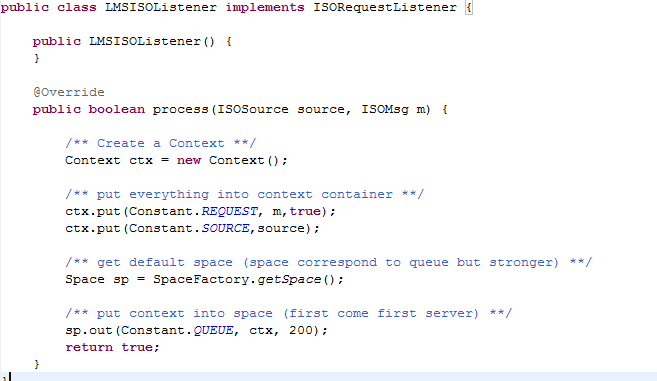 public class LMSISOListener implements ISORequestListener {
public LMSISOListener() {
}
@Override
public boolean process(ISOSource source, ISOMsg m) {
/** Create a Context **/
Context ctx = new Context();
/** put everything into context container **/
ctx.put(Constant.REQUEST, m,true);
ctx.put(Constant.SOURCE,source);
/** get default space (space correspond to queue but stronger) **/
Space sp = SpaceFactory.getSpace();
/** put context into space (first come first server) **/
sp.out(Constant.QUEUE, ctx, 200);
return true;
}
}